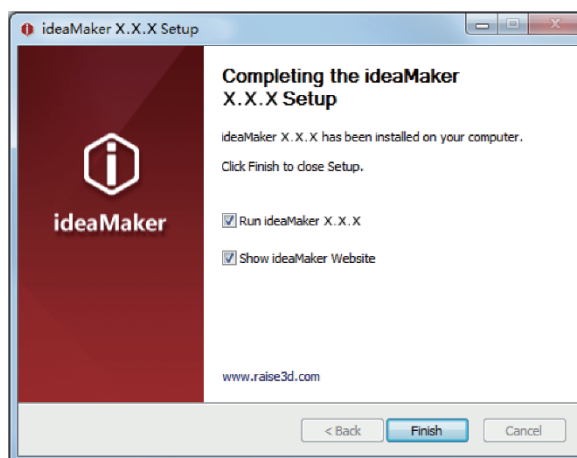 ideaMaker X.X.X Setup
Completing the ideaMaker
X.X.X Setup
ideaMaker X.X.X has been installed on your computer.
Click Finish to close Setup.
ideaMaker
Run ideaMaker X.X.X
Show ideaMaker Website
www.raise3d.com
< Back
Finish
Cancel